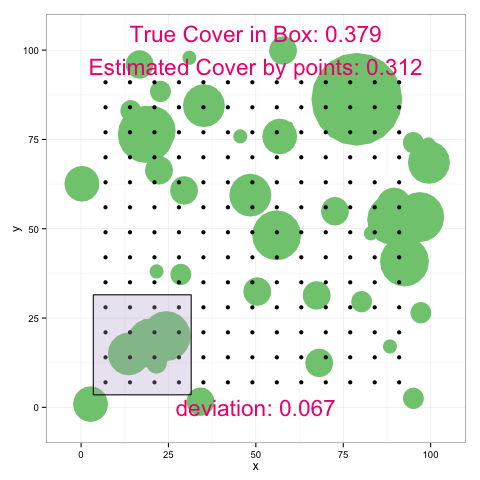 True Cover in Box: 0.379
100
Estimated Cover by points: 0.312
75
y
50
25
deviation: 0.067
0
0 25 50 75 100
x